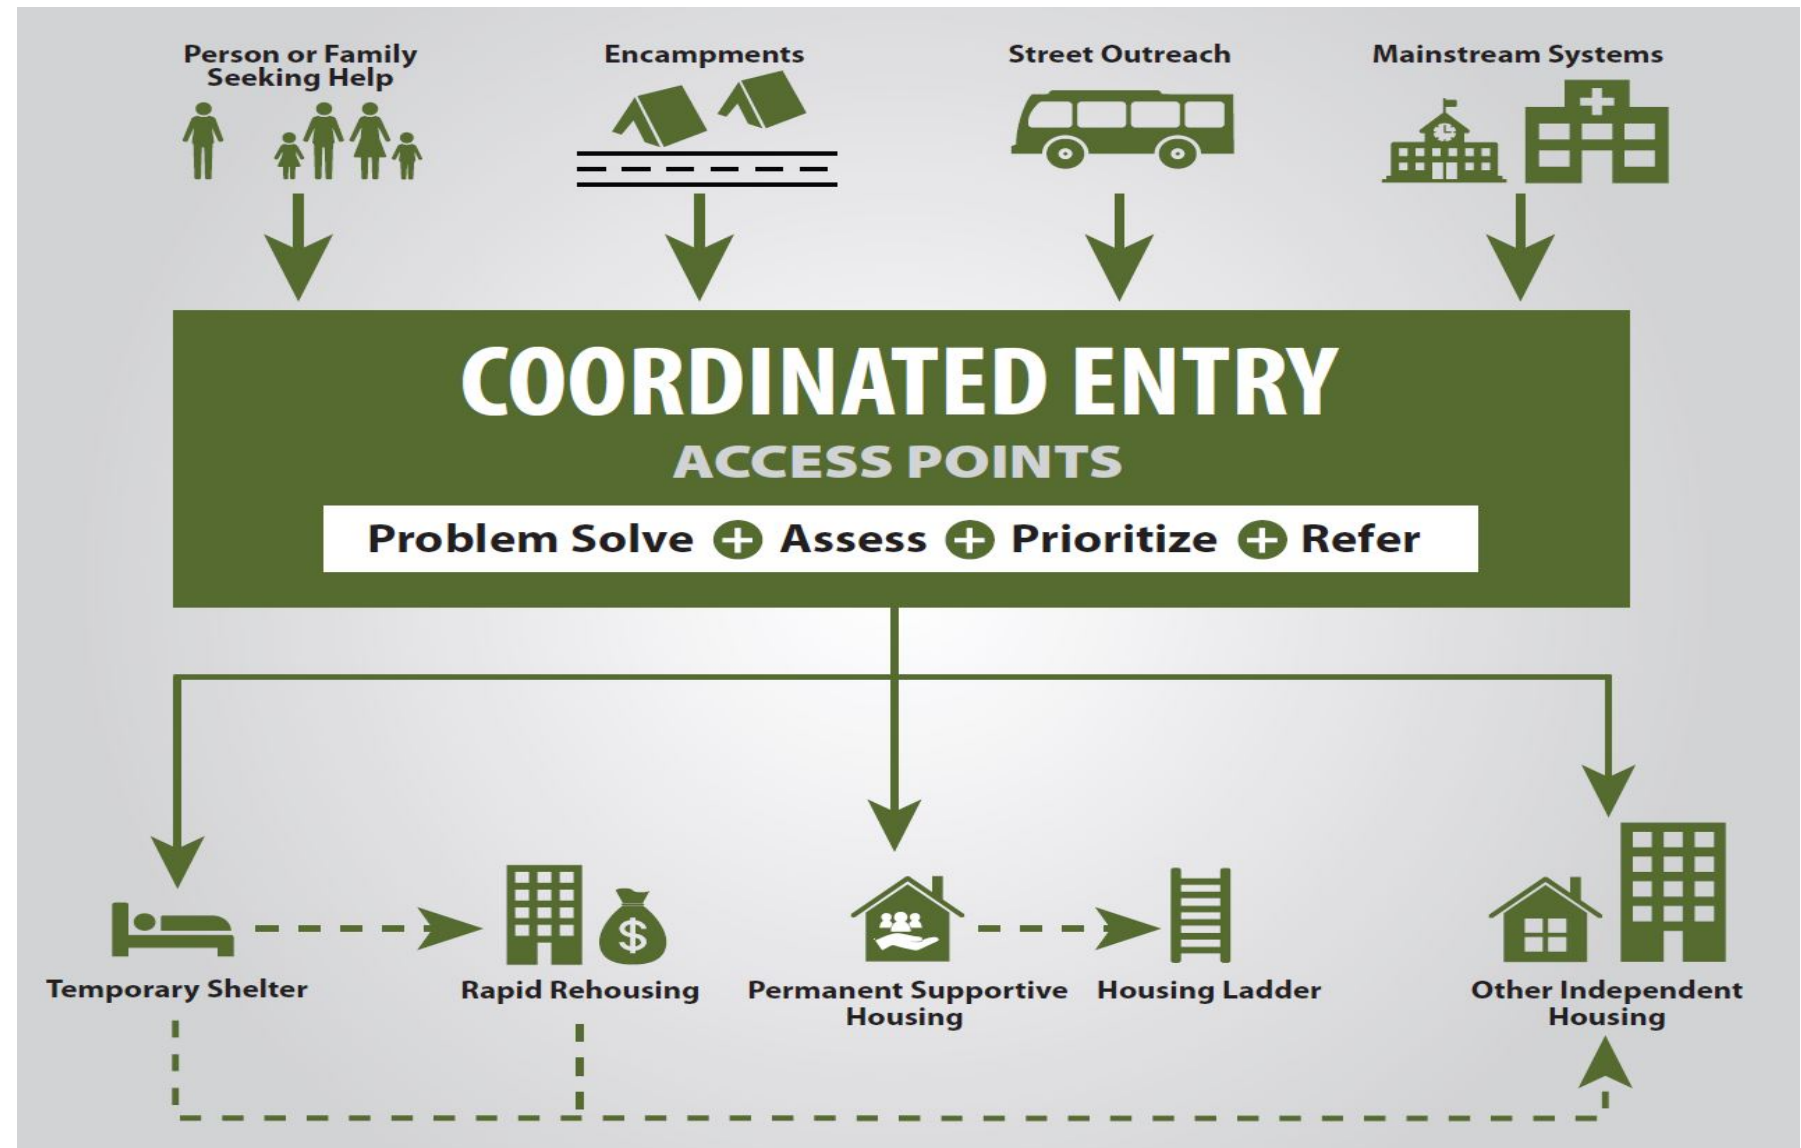 Person or Family
Seeking Help
Encampments
Street Outreach
Mainstream Systems
COORDINATED ENTRY
ACCESS POINTS
Problem Solve + Assess + Prioritize + Refer
Temporary Shelter
Rapid Rehousing
Permanent Supportive
Housing
Housing Ladder
Other Independent
Housing